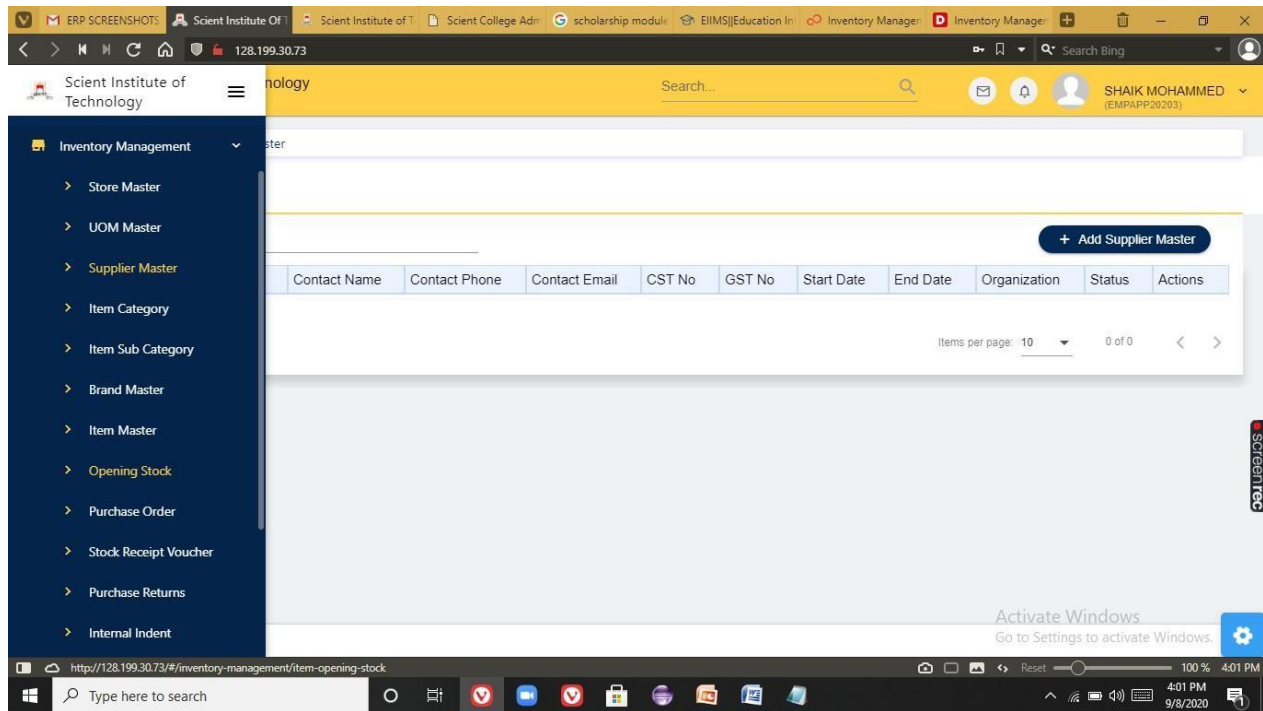 ERP SCREENSHOTS Scient Institute Of T Scient Institute of T Scient College Adm scholarship module EIIMS||Education In Inventory Manager Inventory Manager
128.199.30.73 Search Bing
Scient Institute of
Technology
nology
Search...
SHAIK MOHAMMED
(EMPAPP20203)
Inventory Management
ster
Store Master
UOM Master
+ Add Supplier Master
Supplier Master
Contact Name Contact Phone Contact Email CST No GST No Start Date End Date Organization Status Actions
Item Category
Item Sub Category
Items per page: 10 0 of 0
Brand Master
Item Master
Opening Stock
Purchase Order
Stock Receipt Voucher
Purchase Returns
Internal Indent
screenrec
Activate Windows
Go to Settings to activate Windows.
http://128.199.30.73/#/inventory-management/item-opening-stock Reset 100 % 4:01 PM
Type here to search
4:01 PM
9/8/2020